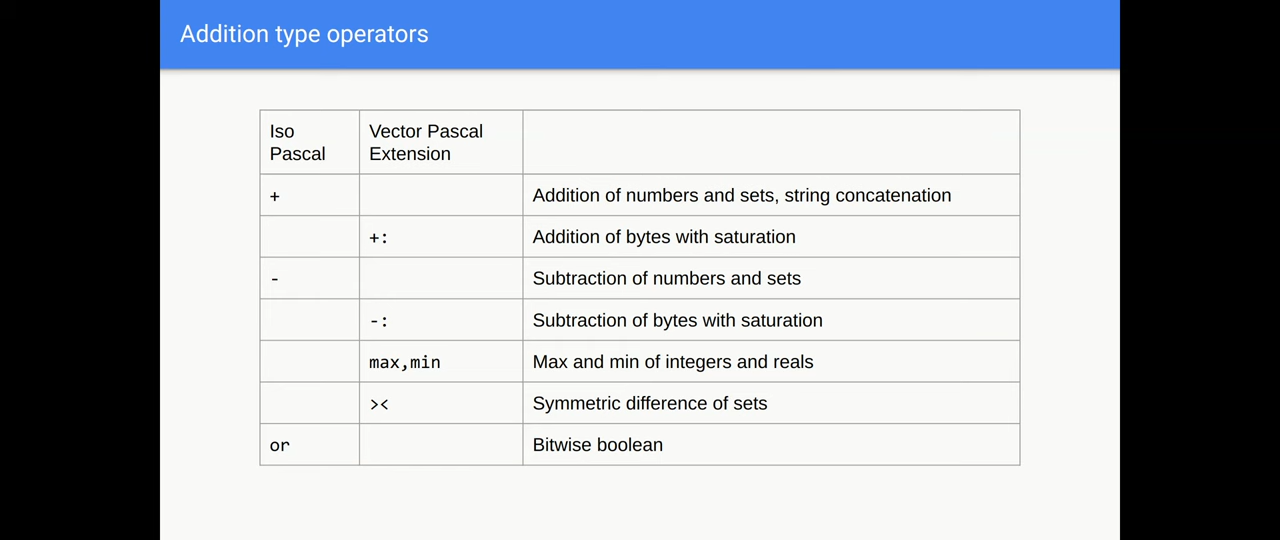 Addition type operators
Iso Pascal
Vector Pascal Extension
+ Addition of numbers and sets, string concatenation
+: Addition of bytes with saturation
- Subtraction of numbers and sets
-: Subtraction of bytes with saturation
max,min Max and min of integers and reals
>< Symmetric difference of sets
or Bitwise boolean